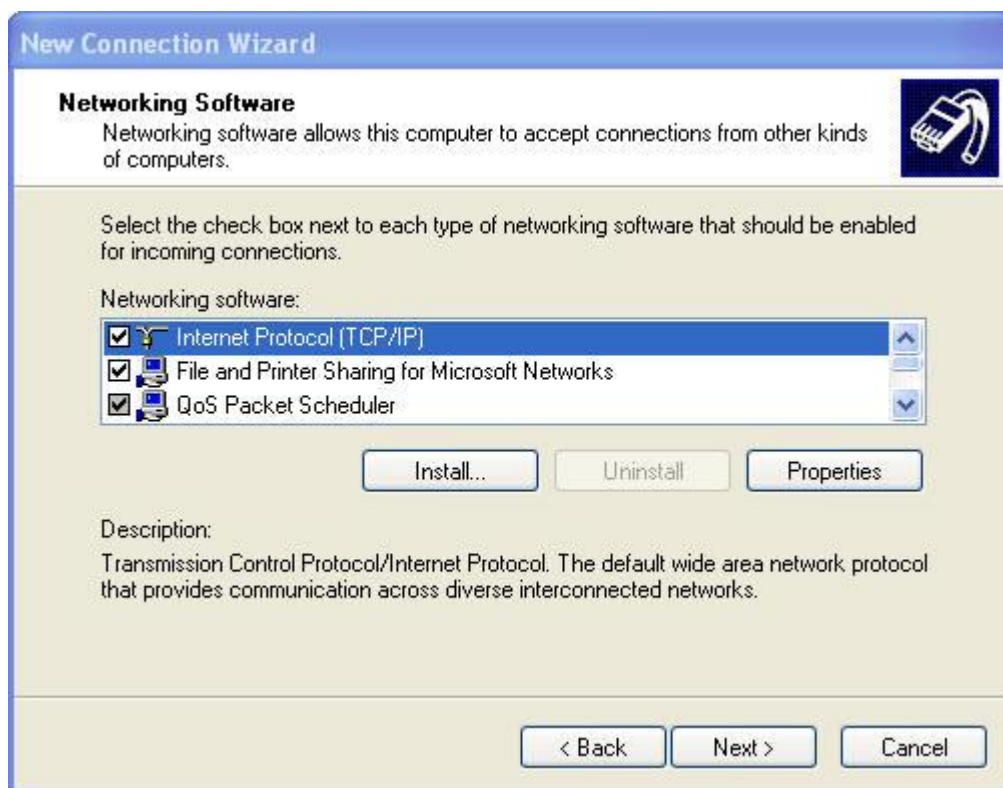 New Connection Wizard
Networking Software
Networking software allows this computer to accept connections from other kinds
of computers.
Select the check box next to each type of networking software that should be enabled
for incoming connections.
Networking software:
Internet Protocol (TCP/IP)
File and Printer Sharing for Microsoft Networks
QoS Packet Scheduler
Install... Uninstall Properties
Description:
Transmission Control Protocol/Internet Protocol. The default wide area network protocol
that provides communication across diverse interconnected networks.
< Back Next > Cancel